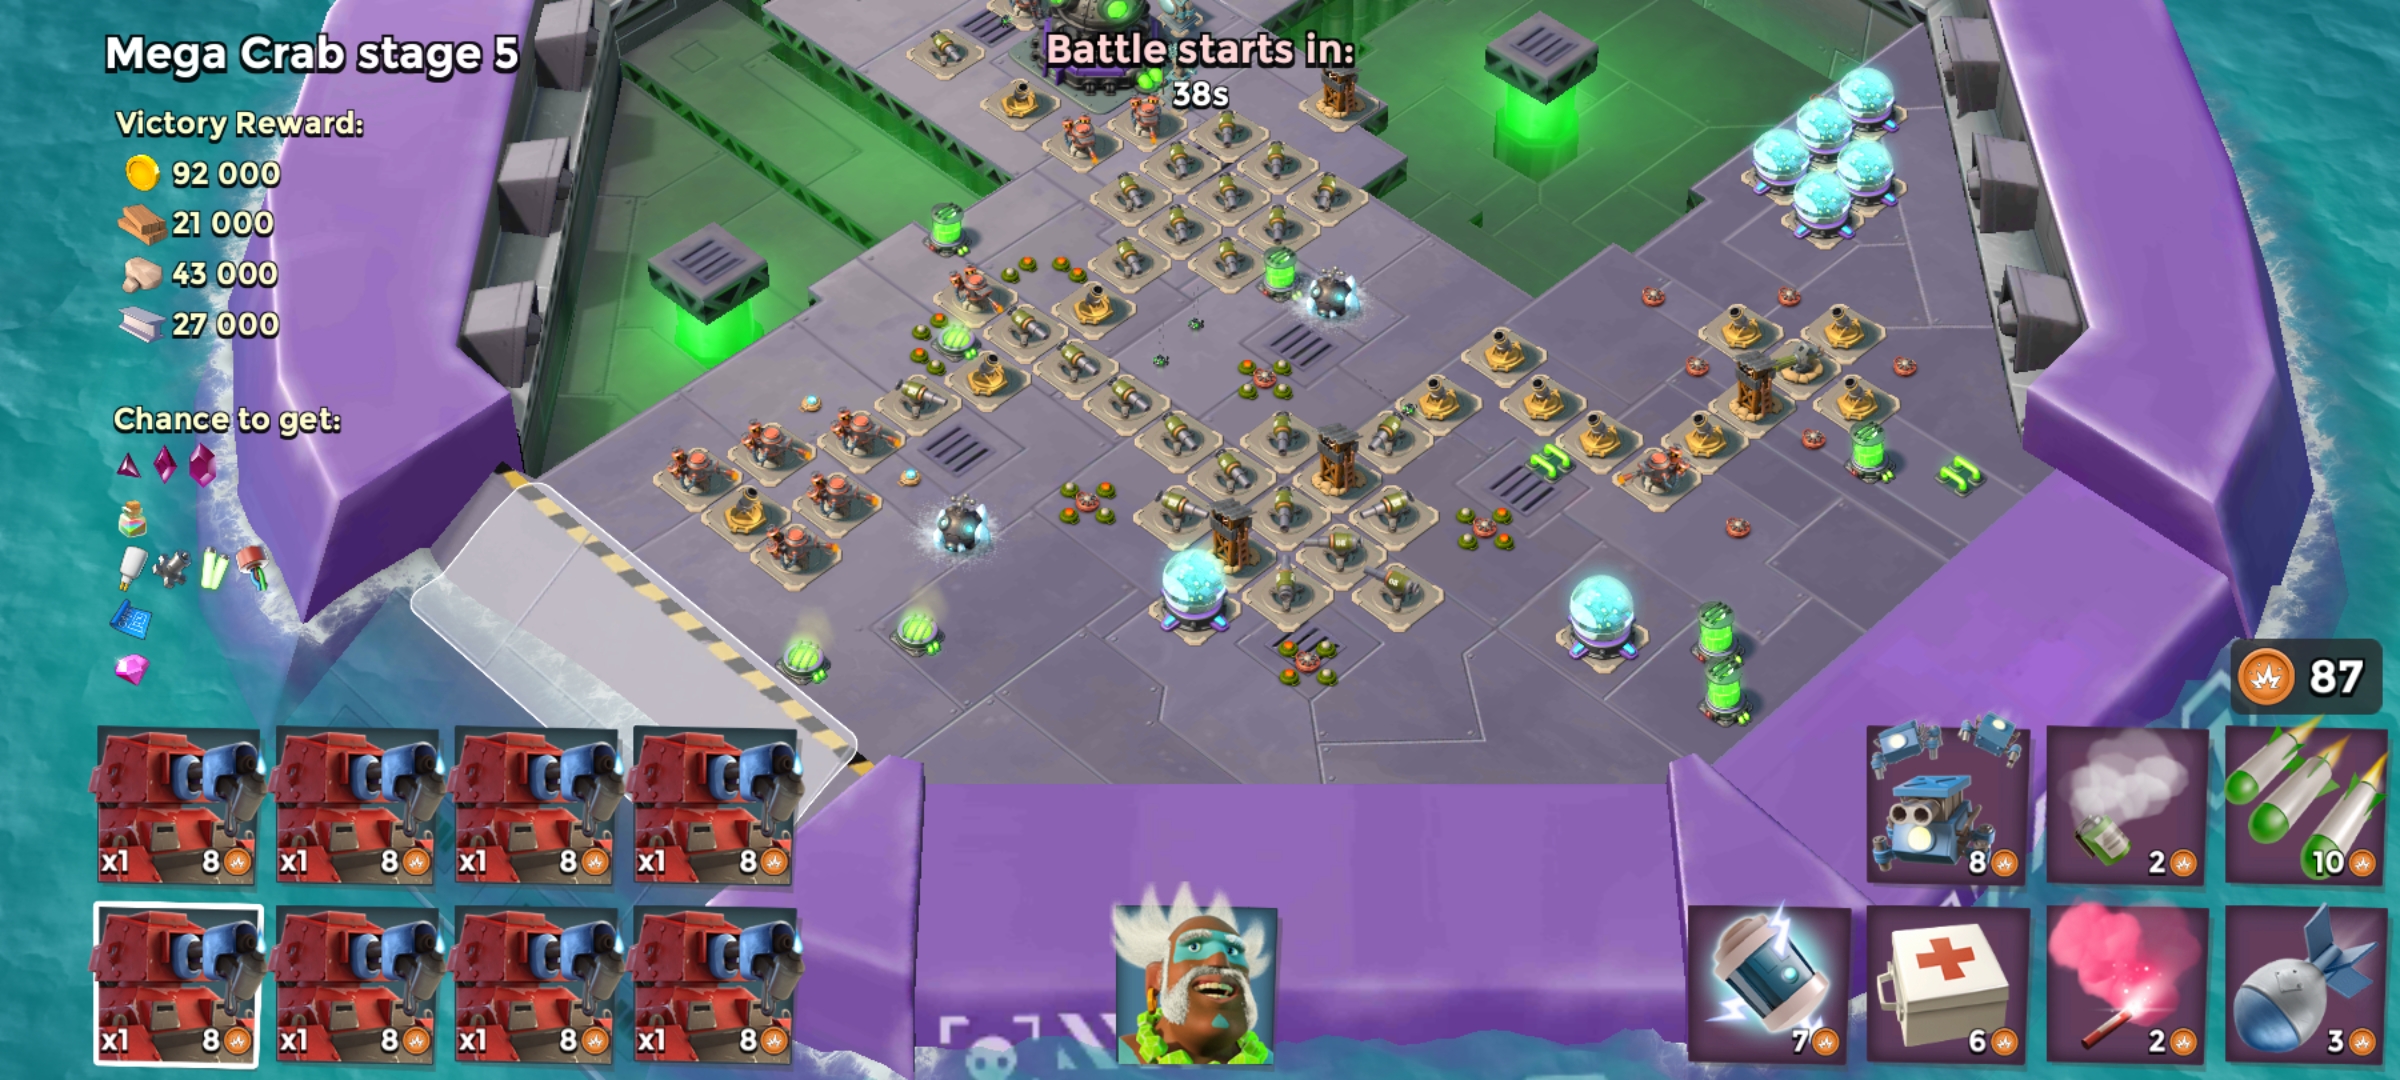 Mega Crab stage 5
Battle starts in:
38s
Victory Reward:
92 000
21 000
43 000
27 000
Chance to get:
87
x1 8
x1 8
x1 8
x1 8
8
2
10
x1 8
x1 8
x1 8
x1 8
7
6
2
3